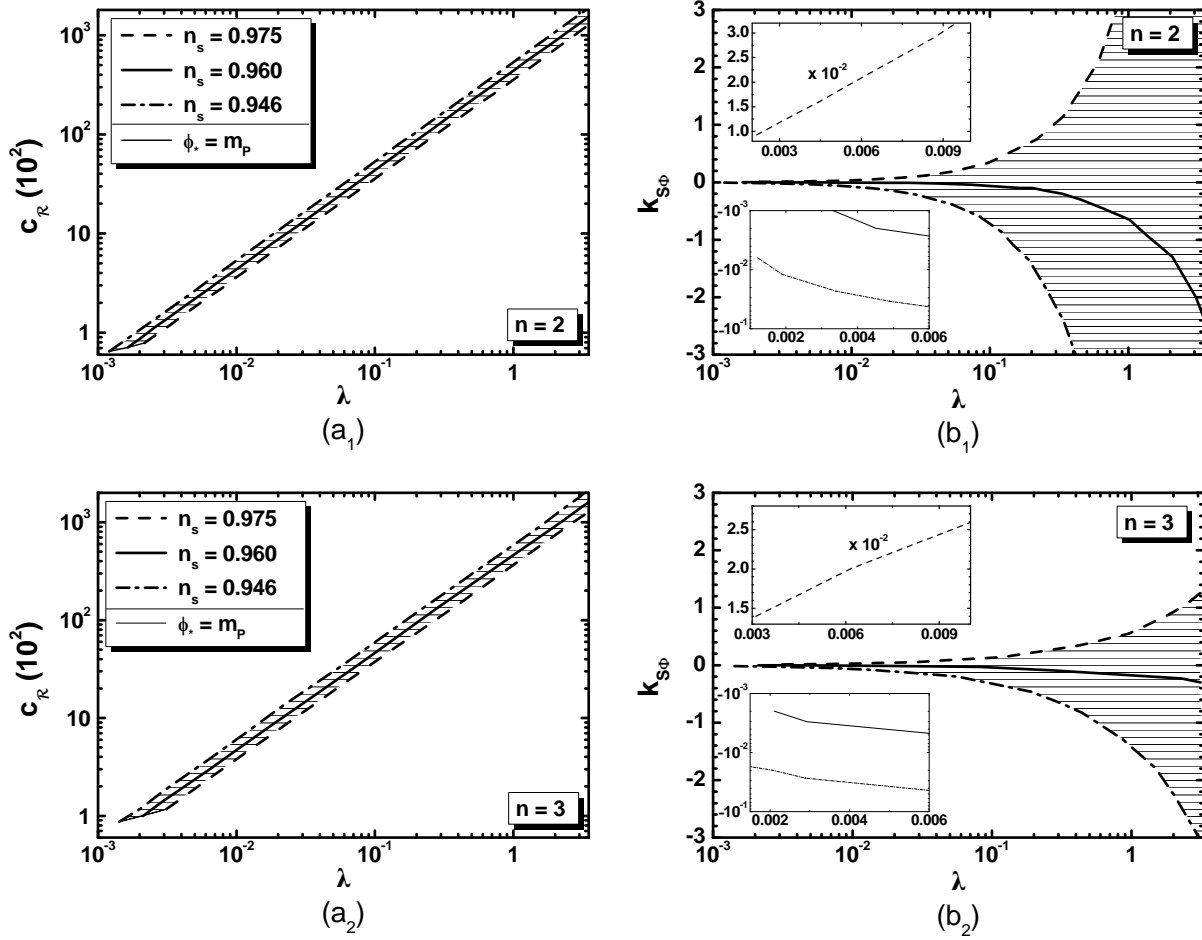 n_s = 0.975
n_s = 0.960
n_s = 0.946
ϕ_* = m_P
n = 2
10^3
10^2
10
1
c_R (10^2)
10^-3 10^-2 10^-1 1
λ
(a_1)
n = 2
x 10^-2
3.0
2.5
2.0
1.5
1.0
0.003 0.006 0.009
-10^-3
-10^-2
-10^-1
0.002 0.004 0.006
3
2
1
0
-1
-2
-3
k_SΦ
10^-3 10^-2 10^-1 1
λ
(b_1)
n_s = 0.975
n_s = 0.960
n_s = 0.946
ϕ_* = m_P
n = 3
10^3
10^2
10
1
c_R (10^2)
10^-3 10^-2 10^-1 1
λ
(a_2)
n = 3
x 10^-2
2.5
2.0
1.5
0.003 0.006 0.009
-10^-3
-10^-2
-10^-1
0.002 0.004 0.006
3
2
1
0
-1
-2
-3
k_SΦ
10^-3 10^-2 10^-1 1
λ
(b_2)